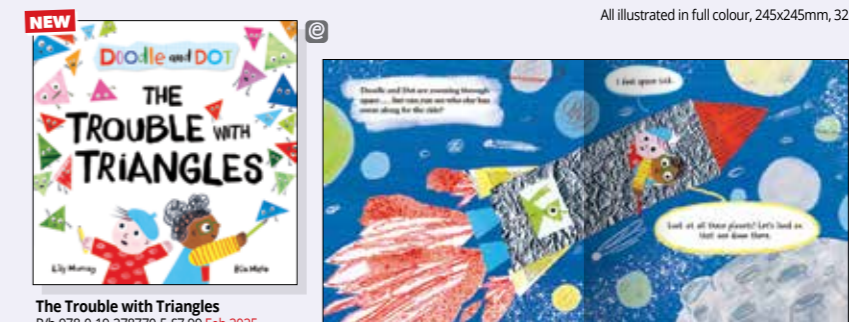 All illustrated in full colour, 245x245mm, 32
NEW
Doodle and DOT
THE
TROUBLE WITH
TRIANGLES
Lily Murray
Bia Melo
e
Doodle and Dot are zooming through
space . . . but can you see who else has
come along for the ride?
I feel space sick.
Look at all those planets! Let's land on
that one down there.
The Trouble with Triangles